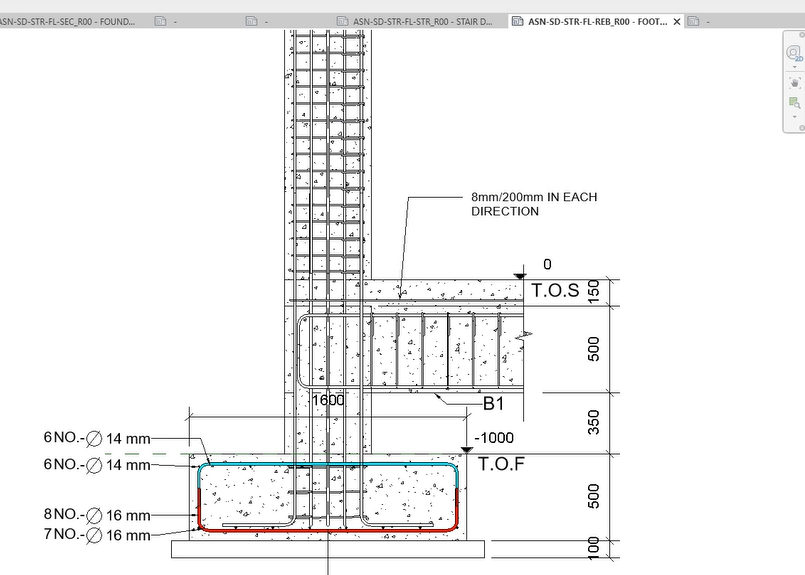 ASN-SD-STR-FL-SEC_R00 - FOUND...
-
-
ASN-SD-STR-FL-STR_R00 - STAIR D...
ASN-SD-STR-FL-REB_R00 - FOOT...
-
2D
8mm/200mm IN EACH
DIRECTION
0
T.O.S
150
500
1600
B1
350
-1000
T.O.F
6NO.-∅ 14 mm
6NO.-∅ 14 mm
500
8NO.-∅ 16 mm
7NO.-∅ 16 mm
100